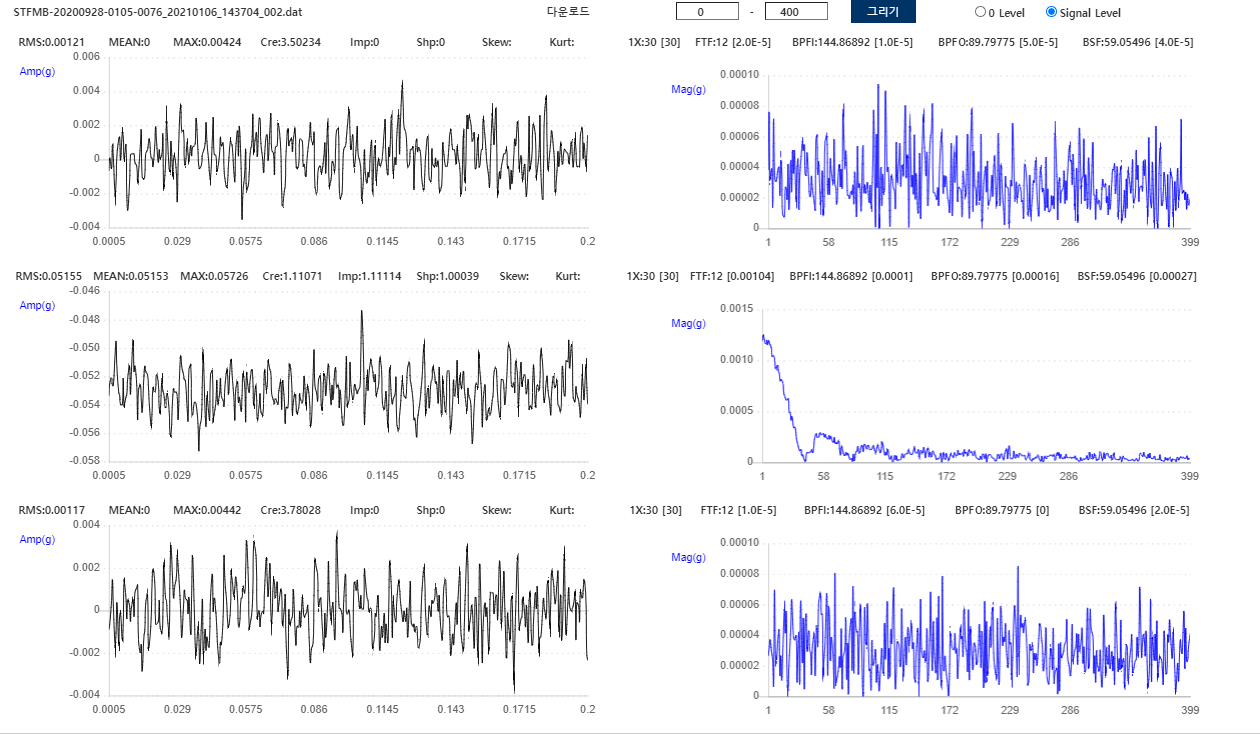 STFMB-20200928-0105-0076_20210106_143704_002.dat 다운로드 0 - 400 그리기 0 Level Signal Level
RMS:0.00121 MEAN:0 MAX:0.00424 Cre:3.50234 Imp:0 Shp:0 Skew: Kurt:
Amp(g)
0.006
0.004
0.002
0
-0.002
-0.004
0.0005 0.029 0.0575 0.086 0.1145 0.143 0.1715 0.2
1X:30 [30] FTF:12 [2.0E-5] BPFI:144.86892 [1.0E-5] BPFO:89.79775 [5.0E-5] BSF:59.05496 [4.0E-5]
Mag(g)
0.00010
0.00008
0.00006
0.00004
0.00002
0
1 58 115 172 229 286 399
RMS:0.05155 MEAN:0.05153 MAX:0.05726 Cre:1.11071 Imp:1.11114 Shp:1.00039 Skew: Kurt:
Amp(g)
-0.046
-0.048
-0.050
-0.052
-0.054
-0.056
-0.058
0.0005 0.029 0.0575 0.086 0.1145 0.143 0.1715 0.2
1X:30 [30] FTF:12 [0.00104] BPFI:144.86892 [0.0001] BPFO:89.79775 [0.00016] BSF:59.05496 [0.00027]
Mag(g)
0.0015
0.0010
0.0005
0
1 58 115 172 229 286 399
RMS:0.00117 MEAN:0 MAX:0.00442 Cre:3.78028 Imp:0 Shp:0 Skew: Kurt:
Amp(g)
0.004
0.002
0
-0.002
-0.004
0.0005 0.029 0.0575 0.086 0.1145 0.143 0.1715 0.2
1X:30 [30] FTF:12 [1.0E-5] BPFI:144.86892 [6.0E-5] BPFO:89.79775 [0] BSF:59.05496 [2.0E-5]
Mag(g)
0.00010
0.00008
0.00006
0.00004
0.00002
0
1 58 115 172 229 286 399